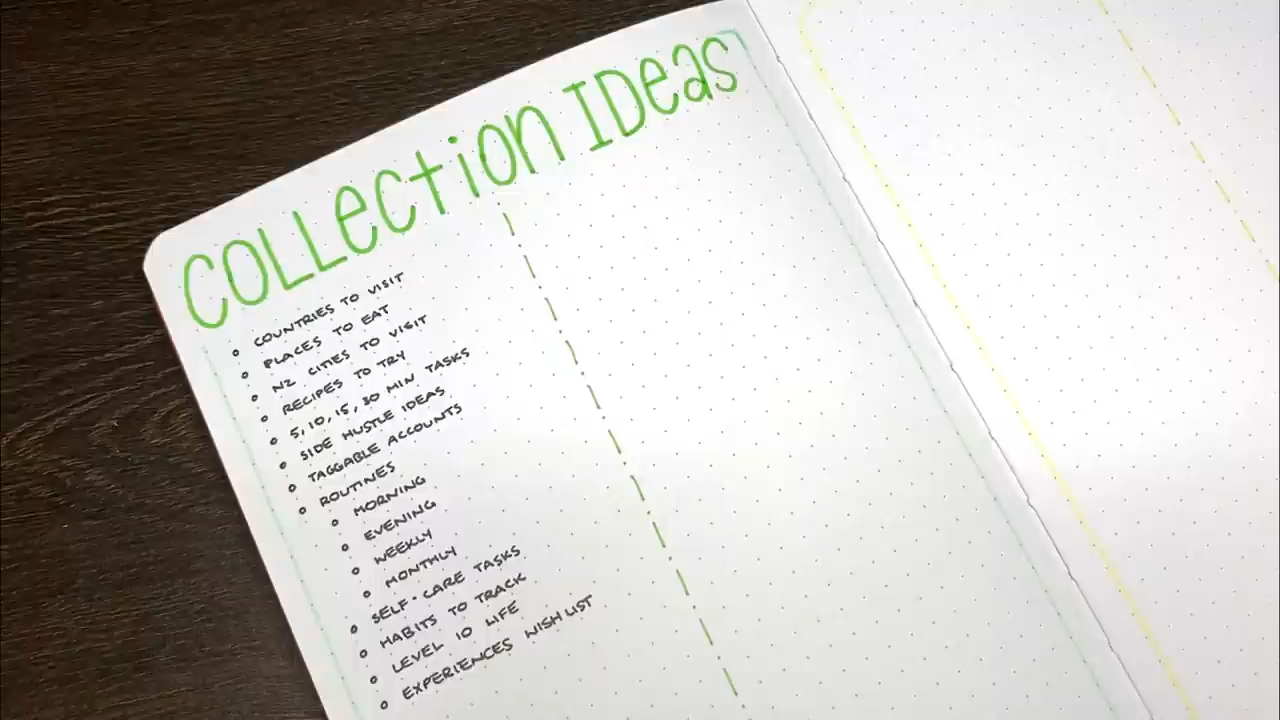 COLLection IDeas
COUNTRIES TO VISIT
PLACES TO EAT
NZ CITIES TO VISIT
RECIPES TO TRY
5, 10, 15, 30 MIN TASKS
SIDE HUSTLE IDEAS
TAGGABLE ACCOUNTS
ROUTINES
MORNING
EVENING
WEEKLY
MONTHLY
SELF-CARE TASKS
HABITS TO TRACK
LEVEL 10 LIFE
EXPERIENCES WISH LIST